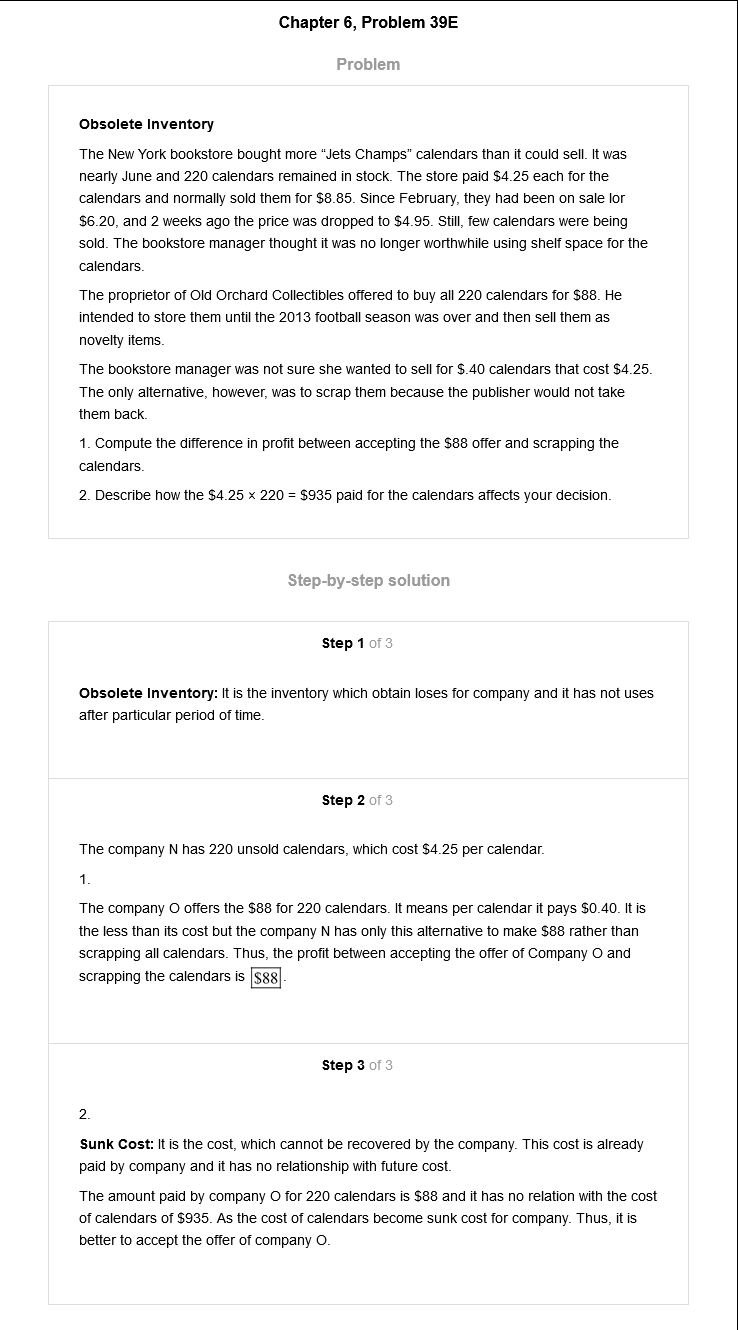 Chapter 6, Problem 39E
Problem
Obsolete Inventory
The New York bookstore bought more “Jets Champs” calendars than it could sell. It was
nearly June and 220 calendars remained in stock. The store paid $4.25 each for the
calendars and normally sold them for $8.85. Since February, they had been on sale lor
$6.20, and 2 weeks ago the price was dropped to $4.95. Still, few calendars were being
sold. The bookstore manager thought it was no longer worthwhile using shelf space for the
calendars.
The proprietor of Old Orchard Collectibles offered to buy all 220 calendars for $88. He
intended to store them until the 2013 football season was over and then sell them as
novelty items.
The bookstore manager was not sure she wanted to sell for $.40 calendars that cost $4.25.
The only alternative, however, was to scrap them because the publisher would not take
them back.
1. Compute the difference in profit between accepting the $88 offer and scrapping the
calendars.
2. Describe how the $4.25 × 220 = $935 paid for the calendars affects your decision.
Step-by-step solution
Step 1 of 3
Obsolete Inventory: It is the inventory which obtain loses for company and it has not uses
after particular period of time.
Step 2 of 3
The company N has 220 unsold calendars, which cost $4.25 per calendar.
1.
The company O offers the $88 for 220 calendars. It means per calendar it pays $0.40. It is
the less than its cost but the company N has only this alternative to make $88 rather than
scrapping all calendars. Thus, the profit between accepting the offer of Company O and
scrapping the calendars is $88.
Step 3 of 3
2.
Sunk Cost: It is the cost, which cannot be recovered by the company. This cost is already
paid by company and it has no relationship with future cost.
The amount paid by company O for 220 calendars is $88 and it has no relation with the cost
of calendars of $935. As the cost of calendars become sunk cost for company. Thus, it is
better to accept the offer of company O.